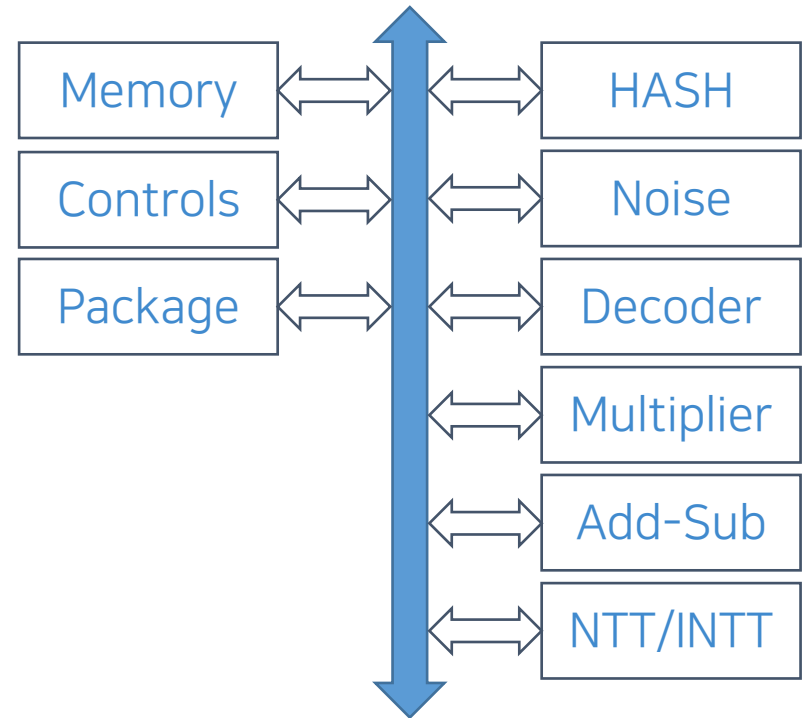 Memory
Controls
Package
HASH
Noise
Decoder
Multiplier
Add-Sub
NTT/INTT